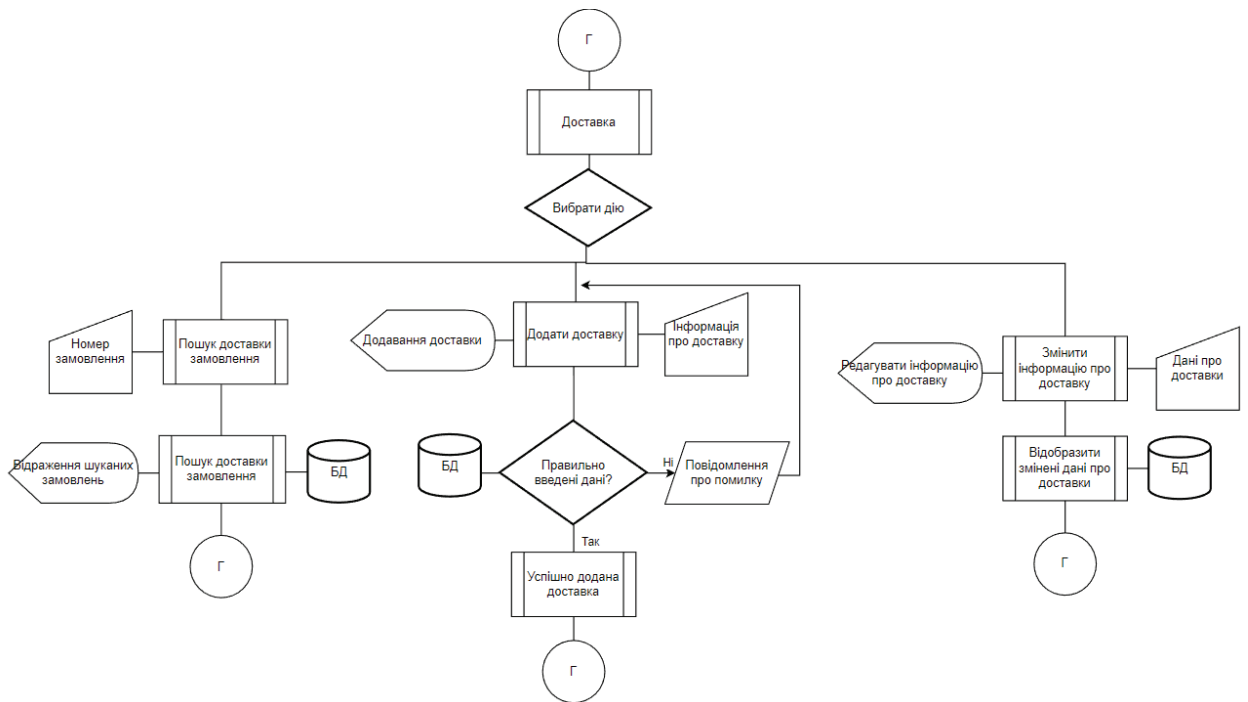 Г
Доставка
Вибрати дію
Номер
замовлення
Пошук доставки
замовлення
Додавання доставки
Додати доставку
Інформація
про доставку
Редагувати інформацію
про доставку
Змінити
інформацію про
доставку
Дані про
доставки
Відраження шуканих
замовлень
Пошук доставки
замовлення
БД
БД
Правильно
введені дані?
Ні
Повідомлення
про помилку
Відобразити
змінені дані про
доставки
БД
Г
Так
Успішно додана
доставка
Г
Г